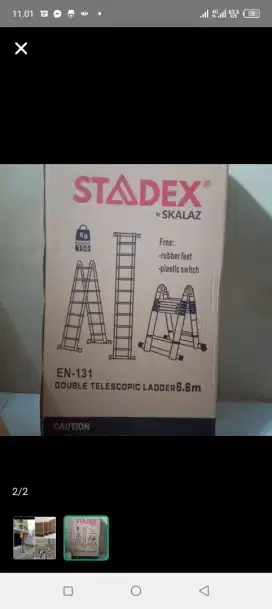 11.01
STADEX®
by SKALAZ
Kg
150
Free:
-rubber feet
-plastic switch
EN-131
DOUBLE TELESCOPIC LADDER 6.6m
CAUTION
2/2